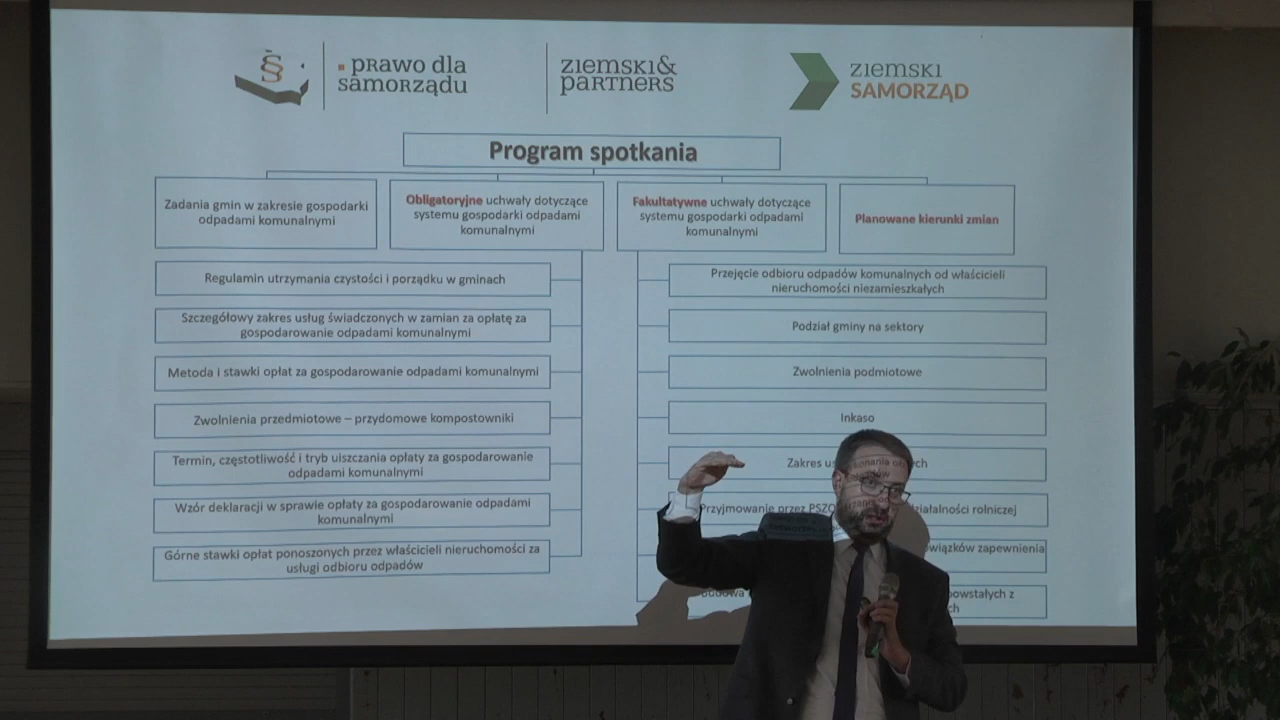 §
PRAWO DLA
SAMORZĄDU
ZIEMSKI&
PARTNERS
ZIEMSKI
SAMORZĄD
Program spotkania
Zadania gmin w zakresie gospodarki
odpadami komunalnymi
Obligatoryjne uchwały dotyczące
systemu gospodarki odpadami
komunalnymi
Fakultatywne uchwały dotyczące
systemu gospodarki odpadami
komunalnymi
Planowane kierunki zmian
Regulamin utrzymania czystości i porządku w gminach
Szczegółowy zakres usług świadczonych w zamian za opłatę za
gospodarowanie odpadami komunalnymi
Metoda i stawki opłat za gospodarowanie odpadami komunalnymi
Zwolnienia przedmiotowe – przydomowe kompostowniki
Termin, częstotliwość i tryb uiszczania opłaty za gospodarowanie
odpadami komunalnymi
Wzór deklaracji w sprawie opłaty za gospodarowanie odpadami
komunalnymi
Górne stawki opłat ponoszonych przez właścicieli nieruchomości za
usługi odbioru odpadów
Przejęcie odbioru odpadów komunalnych od właścicieli
nieruchomości niezamieszkałych
Podział gminy na sektory
Zwolnienia podmiotowe
Inkaso
Zakres
Przyjmowanie przez działalności rolniczej
zapewnienia
powstałych z